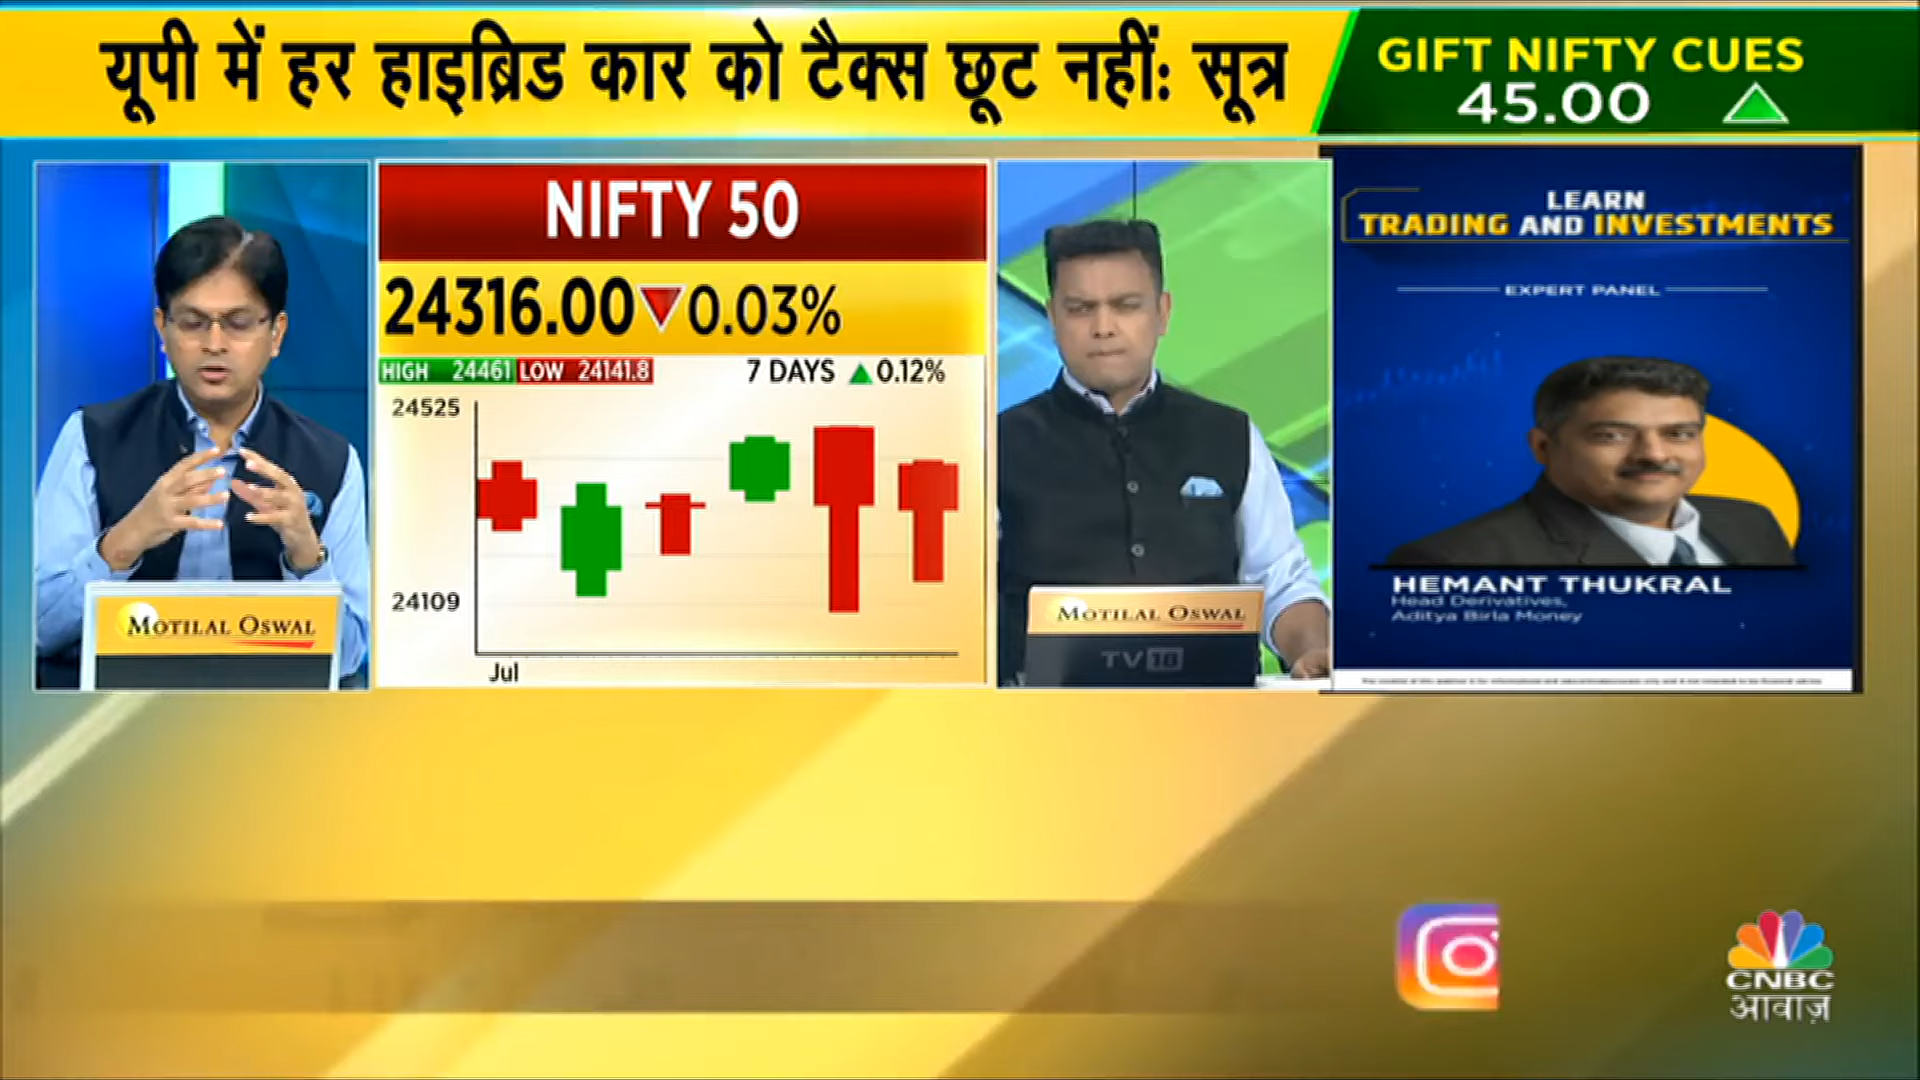 यूपी में हर हाइब्रिड कार को टैक्स छूट नहीं: सूत्र
GIFT NIFTY CUES
45.00
NIFTY 50
24316.00 0.03%
HIGH 24461 LOW 24141.8 7 DAYS 0.12%
24525
24109
Jul
MOTILAL OSWAL
MOTILAL OSWAL
TV18
LEARN
TRADING AND INVESTMENTS
EXPERT PANEL
HEMANT THUKRAL
Head Derivatives,
Aditya Birla Money
CNBC
आवाज़